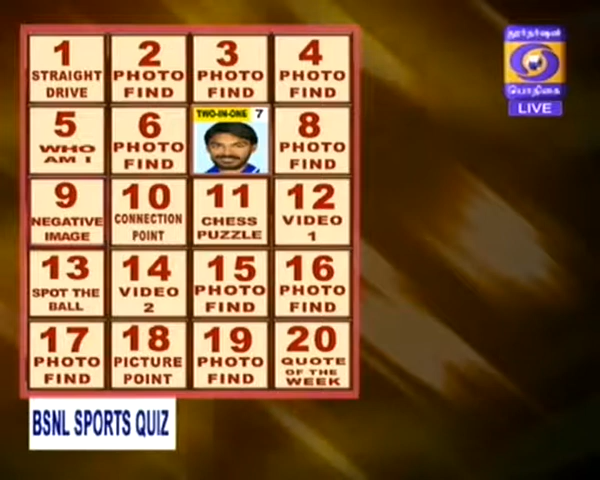 1
STRAIGHT
DRIVE
2
PHOTO
FIND
3
PHOTO
FIND
4
PHOTO
FIND
5
WHO
AM I
6
PHOTO
FIND
TWO-IN-ONE 7
8
PHOTO
FIND
9
NEGATIVE
IMAGE
10
CONNECTION
POINT
11
CHESS
PUZZLE
12
VIDEO
1
13
SPOT THE
BALL
14
VIDEO
2
15
PHOTO
FIND
16
PHOTO
FIND
17
PHOTO
FIND
18
PICTURE
POINT
19
PHOTO
FIND
20
QUOTE
OF THE
WEEK
BSNL SPORTS QUIZ
தூர்தர்ஷன்
பொதிகை
LIVE